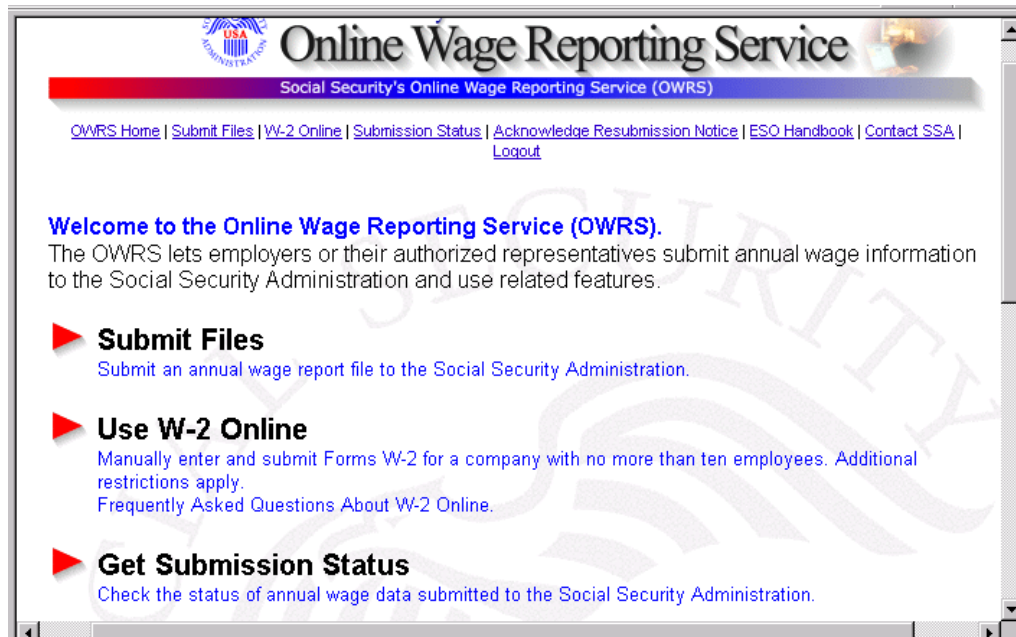 USA
ADMINISTRATION
Online Wage Reporting Service
Social Security's Online Wage Reporting Service (OWRS)
OWRS Home | Submit Files | W-2 Online | Submission Status | Acknowledge Resubmission Notice | ESO Handbook | Contact SSA |
Logout
Welcome to the Online Wage Reporting Service (OWRS).
The OWRS lets employers or their authorized representatives submit annual wage information
to the Social Security Administration and use related features.
Submit Files
Submit an annual wage report file to the Social Security Administration.
Use W-2 Online
Manually enter and submit Forms W-2 for a company with no more than ten employees. Additional
restrictions apply.
Frequently Asked Questions About W-2 Online.
Get Submission Status
Check the status of annual wage data submitted to the Social Security Administration.
SOCIAL SECURITY